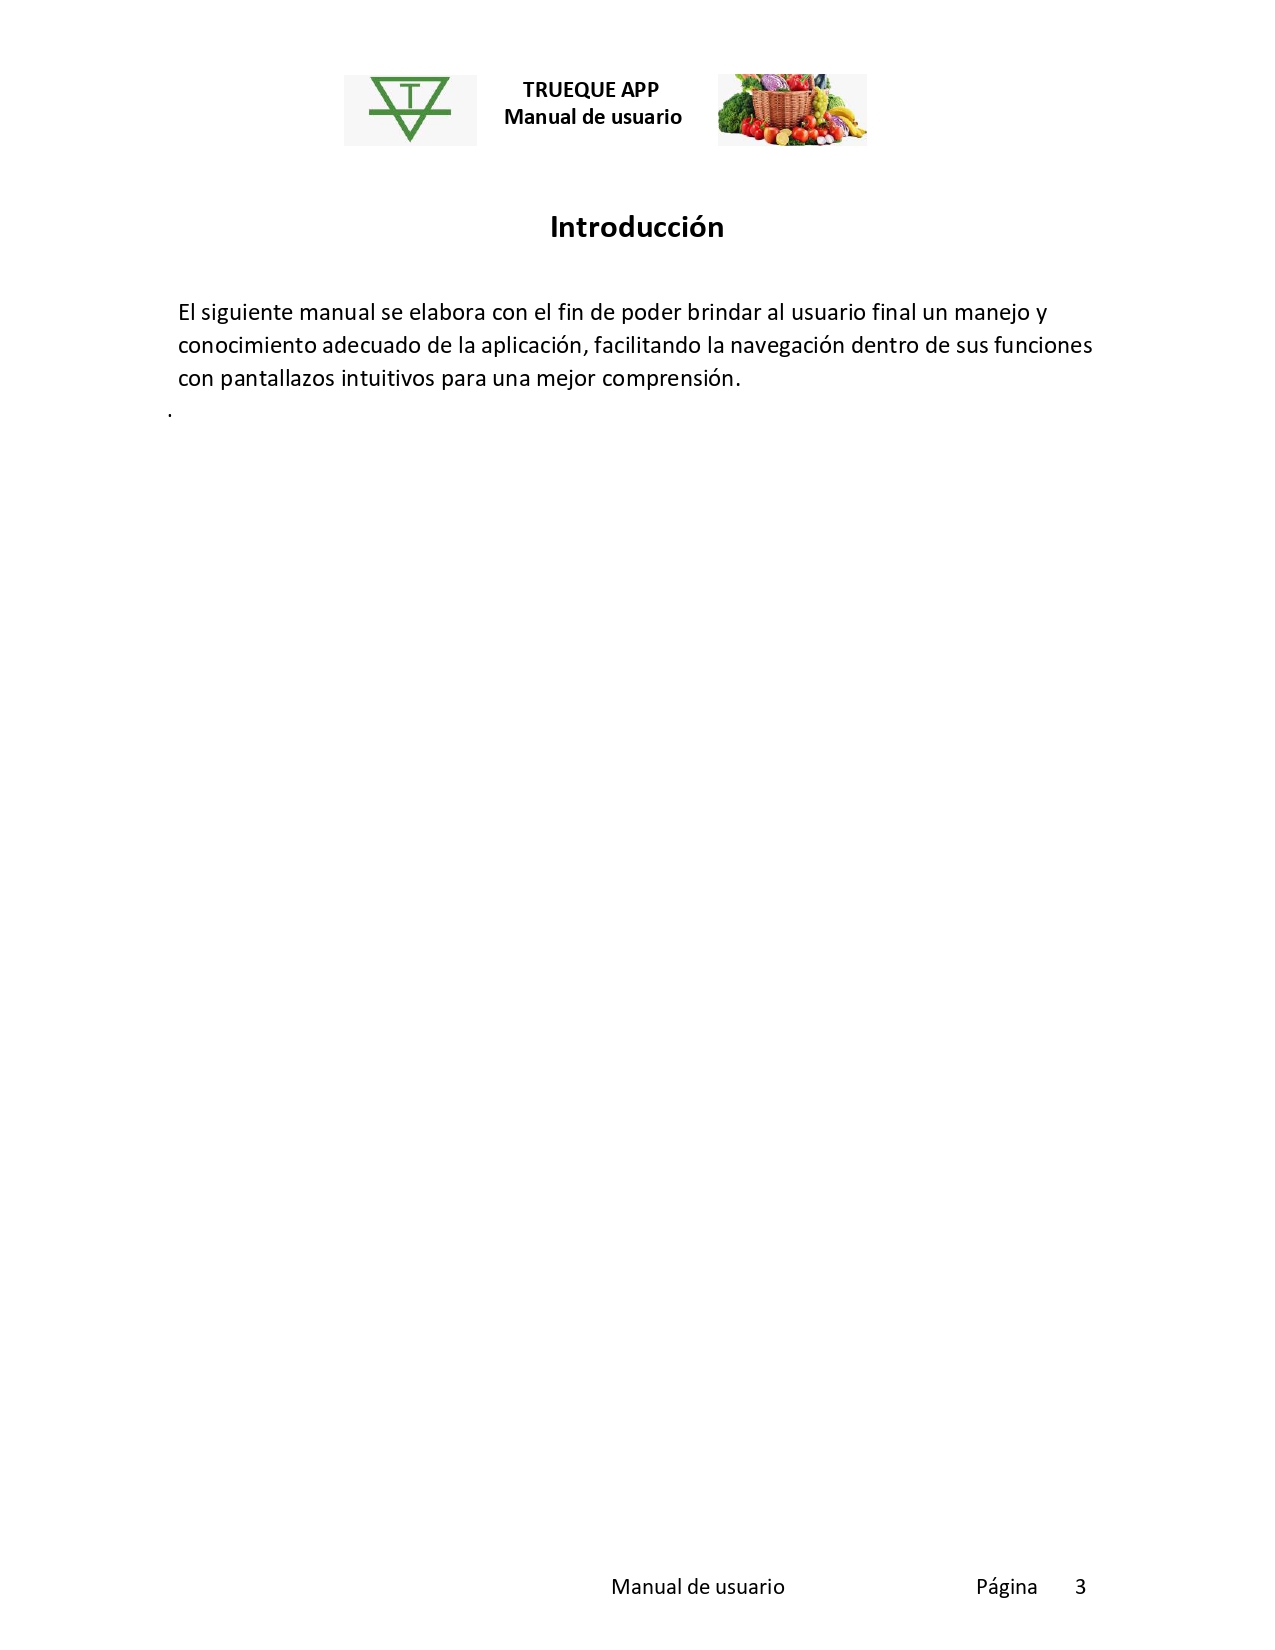 T
TRUEQUE APP
Manual de usuario
Introducción
El siguiente manual se elabora con el fin de poder brindar al usuario final un manejo y
conocimiento adecuado de la aplicación, facilitando la navegación dentro de sus funciones
con pantallazos intuitivos para una mejor comprensión.
.
Manual de usuario Página 3